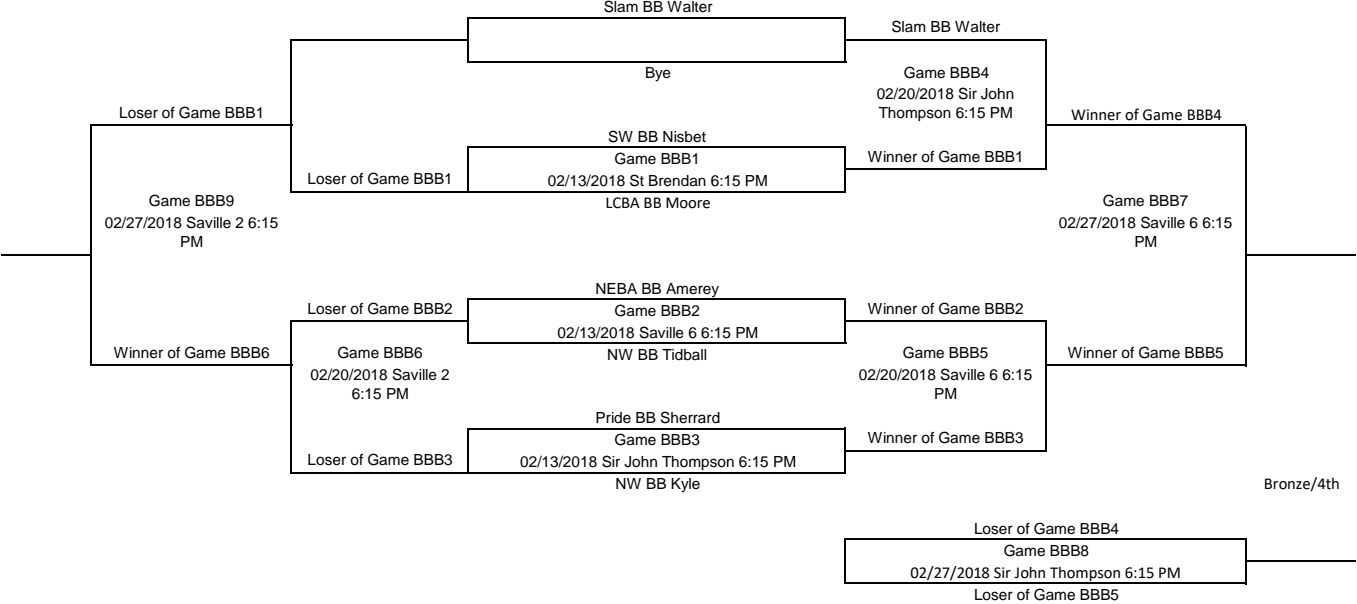 Slam BB Walter
Slam BB Walter
Bye
Game BBB4
02/20/2018 Sir John
Thompson 6:15 PM
Loser of Game BBB1
Winner of Game BBB4
SW BB Nisbet
Game BBB1
02/13/2018 St Brendan 6:15 PM
LCBA BB Moore
Winner of Game BBB1
Loser of Game BBB1
Game BBB9
02/27/2018 Saville 2 6:15
PM
Game BBB7
02/27/2018 Saville 6 6:15
PM
NEBA BB Amerey
Loser of Game BBB2
Game BBB2
02/13/2018 Saville 6 6:15 PM
NW BB Tidball
Winner of Game BBB2
Winner of Game BBB6
Game BBB6
02/20/2018 Saville 2
6:15 PM
Game BBB5
02/20/2018 Saville 6 6:15
PM
Winner of Game BBB5
Pride BB Sherrard
Game BBB3
02/13/2018 Sir John Thompson 6:15 PM
NW BB Kyle
Winner of Game BBB3
Loser of Game BBB3
Bronze/4th
Loser of Game BBB4
Game BBB8
02/27/2018 Sir John Thompson 6:15 PM
Loser of Game BBB5